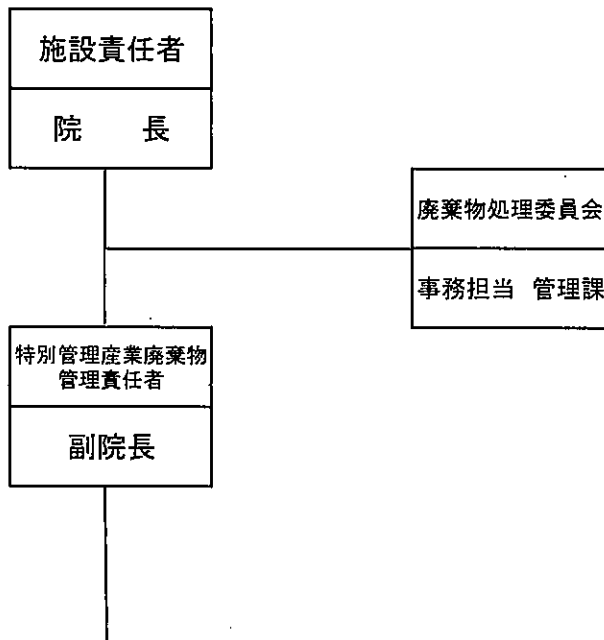 施設責任者
院　　長
廃棄物処理委員会
事務担当 管理課
特別管理産業廃棄物
管理責任者
副院長